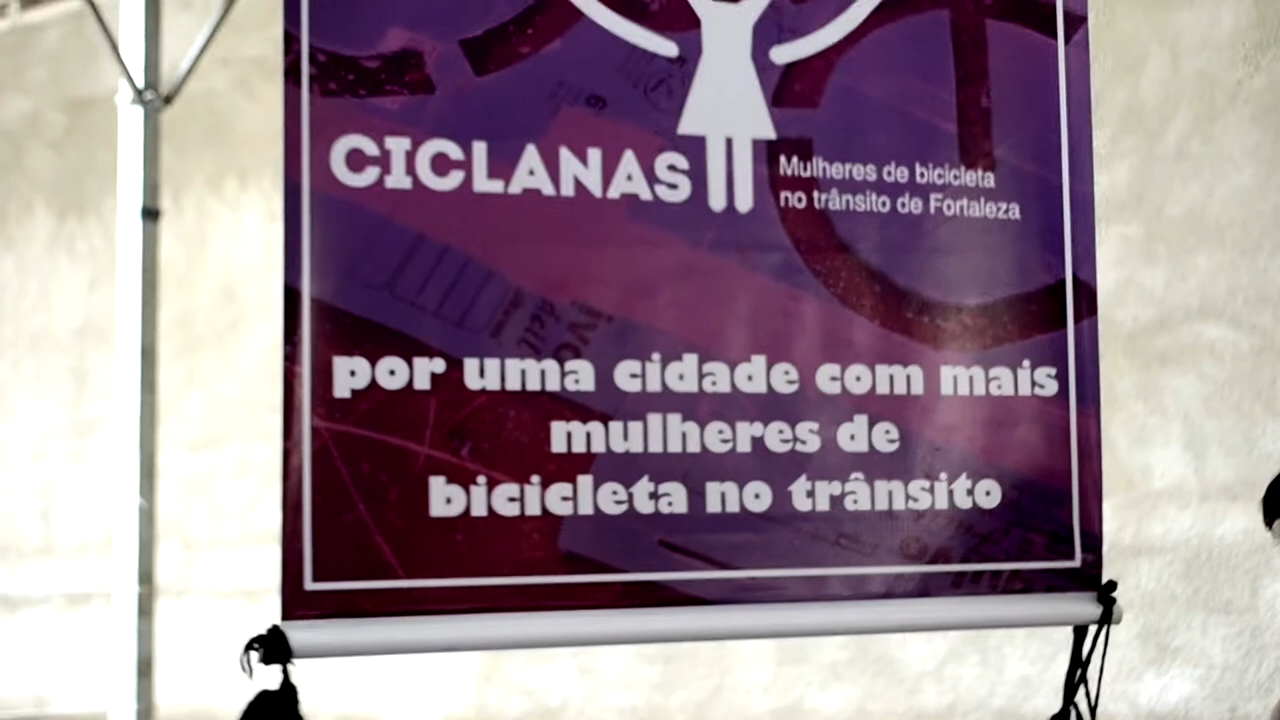 CICLANAS
Mulheres de bicicleta
no trânsito de Fortaleza
por uma cidade com mais
mulheres de
bicicleta no trânsito